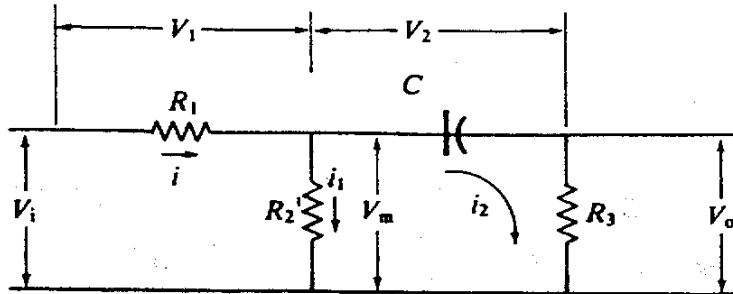 V₁ V₂
C
R₁
i
Vᵢ R₂ i₁ Vₘ i₂ R₃ Vₒ